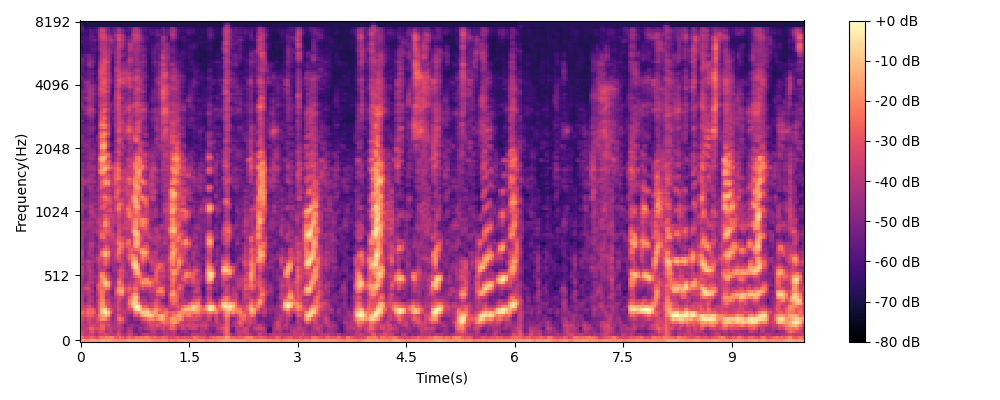 8192
4096
2048
1024
512
0
Frequency(Hz)
0 1.5 3 4.5 6 7.5 9
Time(s)
+0 dB
-10 dB
-20 dB
-30 dB
-40 dB
-50 dB
-60 dB
-70 dB
-80 dB